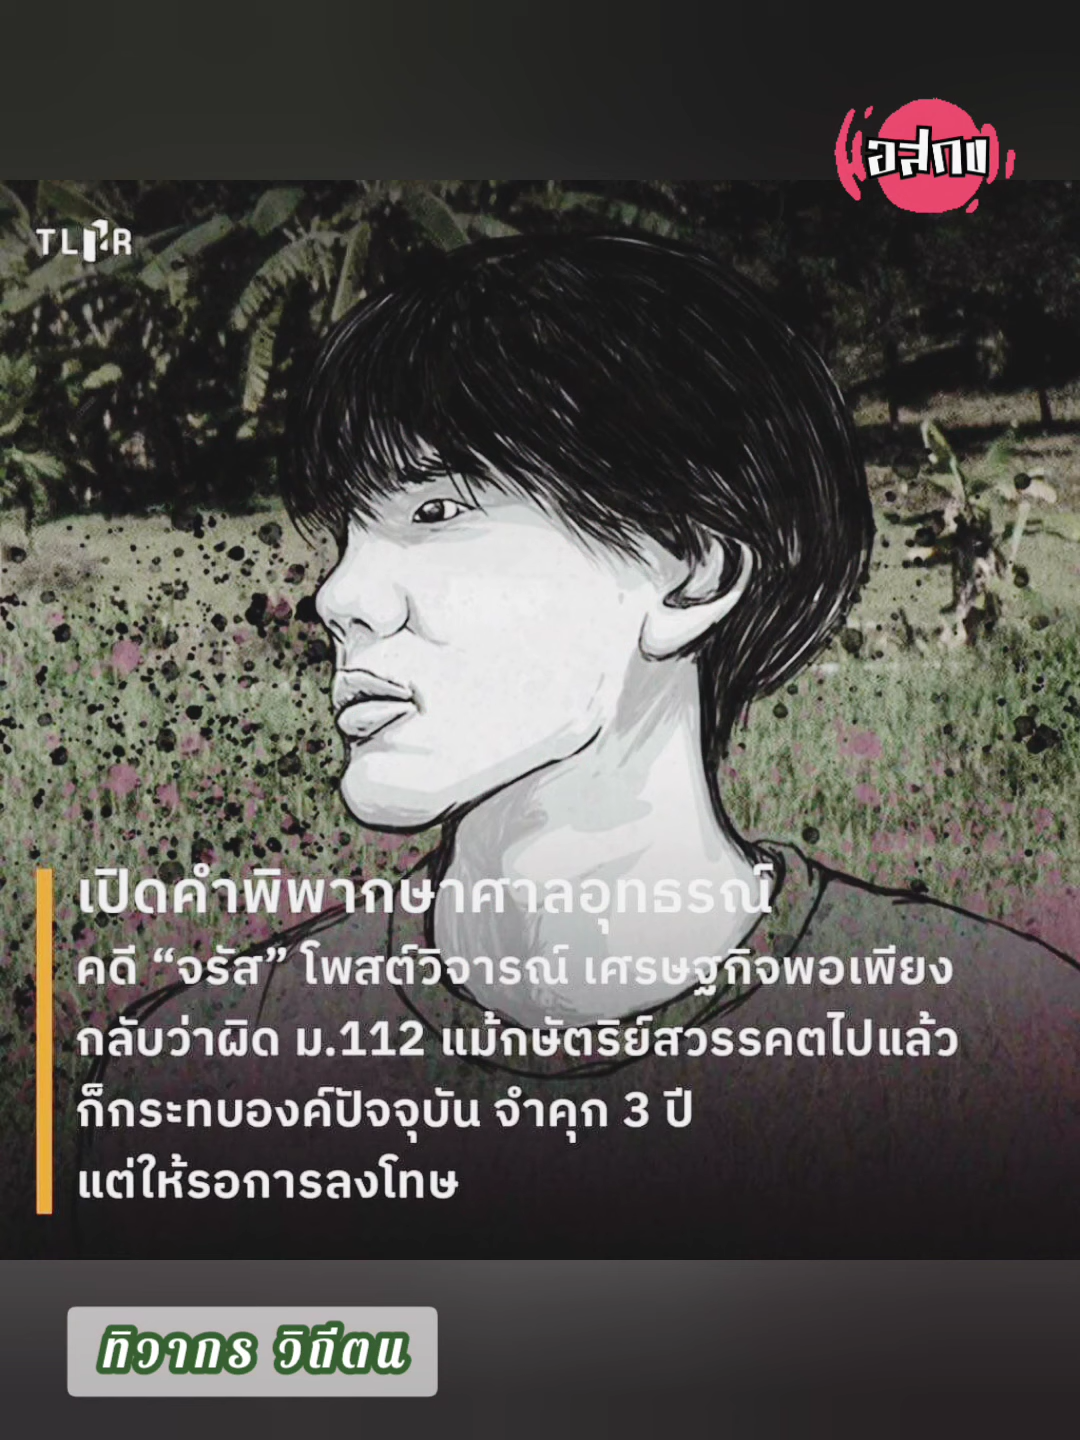 อสกง
TLHR
เปิดคำพิพากษาศาลอุทธรณ์
คดี “จรัส” โพสต์วิจารณ์ เศรษฐกิจพอเพียง
กลับว่าผิด ม.112 แม้กษัตริย์สวรรคตไปแล้ว
ก็กระทบองค์ปัจจุบัน จำคุก 3 ปี
แต่ให้รอการลงโทษ
ทิวากร วิถีตน